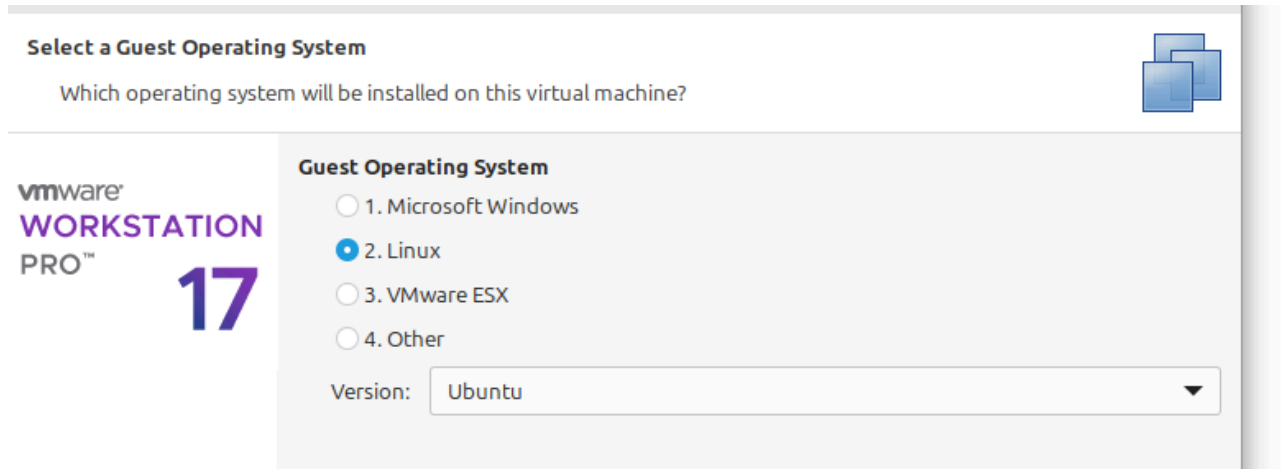 Select a Guest Operating System
Which operating system will be installed on this virtual machine?
vmware®
WORKSTATION
PRO™
17
Guest Operating System
1. Microsoft Windows
2. Linux
3. VMware ESX
4. Other
Version: Ubuntu